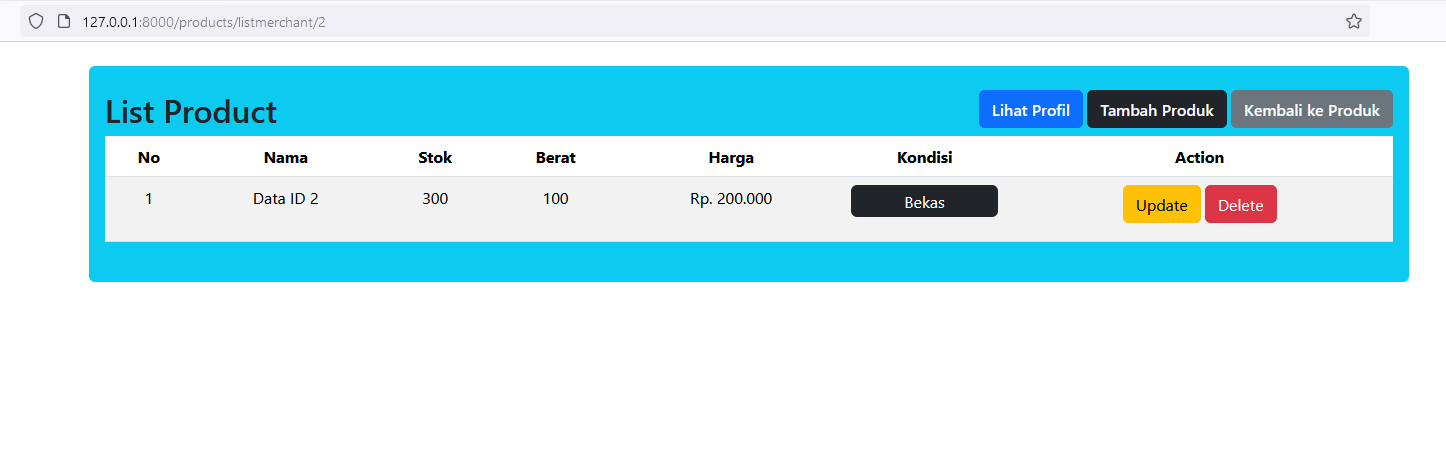 127.0.0.1:8000/products/listmerchant/2
List Product Lihat Profil Tambah Produk Kembali ke Produk
No Nama Stok Berat Harga Kondisi Action
1 Data ID 2 300 100 Rp. 200.000 Bekas Update Delete